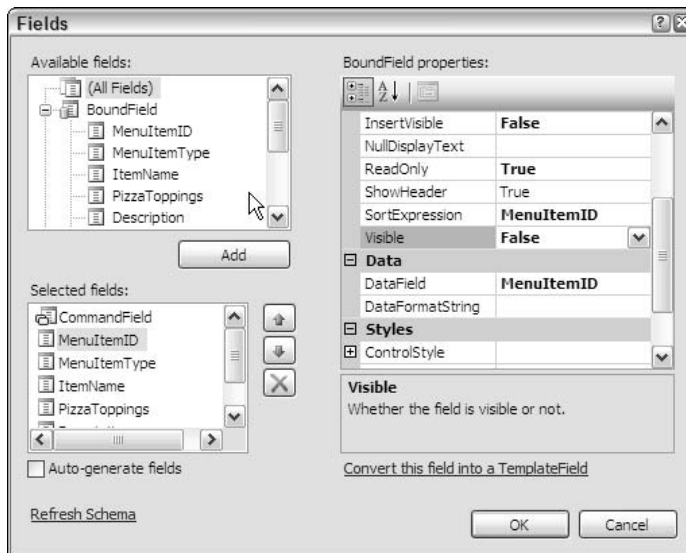 Fields
Available fields:
(All Fields)
BoundField
MenuItemID
MenuItemType
ItemName
PizzaToppings
Description
Add
Selected fields:
CommandField
MenuItemID
MenuItemType
ItemName
PizzaToppings
Auto-generate fields
Refresh Schema
BoundField properties:
InsertVisible False
NullDisplayText
ReadOnly True
ShowHeader True
SortExpression MenuItemID
Visible False
Data
DataField MenuItemID
DataFormatString
Styles
ControlStyle
Visible
Whether the field is visible or not.
Convert this field into a TemplateField
OK
Cancel